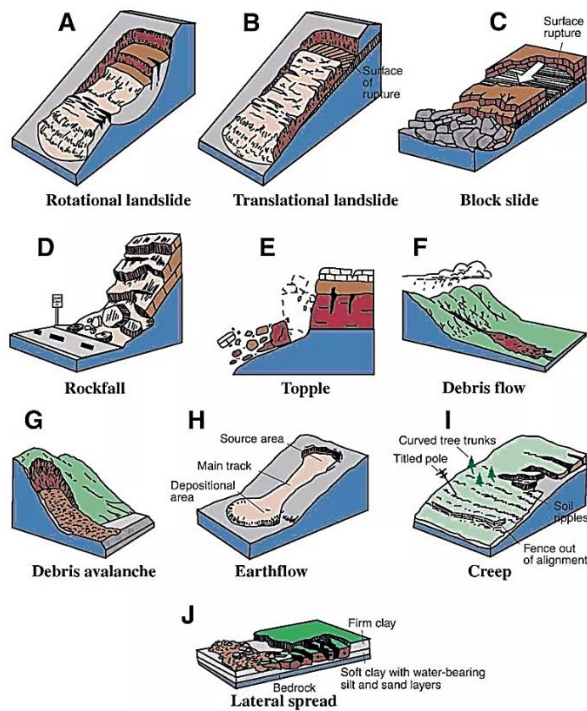 A
Rotational landslide
B
Surface
of
rupture
Translational landslide
C
Surface
rupture
Block slide
D
Rockfall
E
Topple
F
Debris flow
G
Debris avalanche
H
Source area
Main track
Depositional
area
Earthflow
I
Curved tree trunks
Titled pole
Soil
ripples
Fence out
of alignment
Creep
J
Firm clay
Soft clay with water-bearing
silt and sand layers
Bedrock
Lateral spread